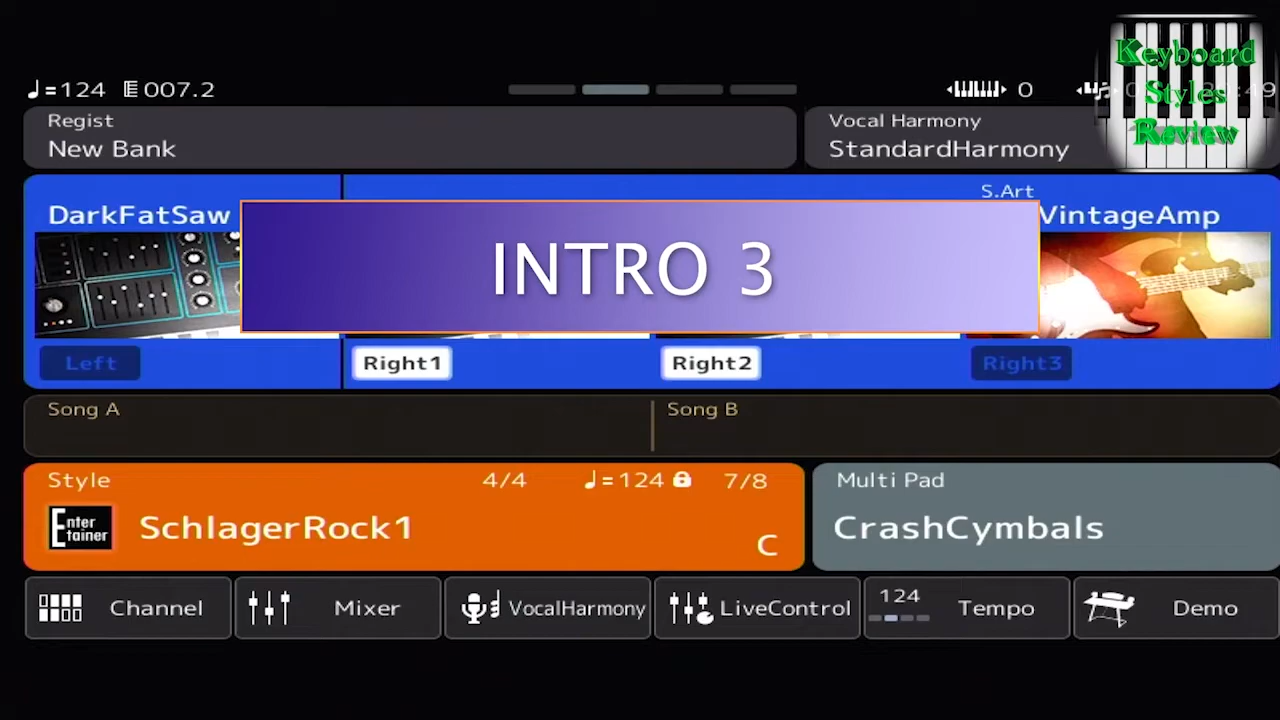 ♩=124 007.2
0
:49
Regist
New Bank
Vocal Harmony
StandardHarmony
Keyboard
Styles
Review
DarkFatSaw
S.Art
VintageAmp
INTRO 3
Left
Right1
Right2
Right3
Song A
Song B
Style
4/4
♩=124
7/8
Enter
tainer
SchlagerRock1
C
Multi Pad
CrashCymbals
Channel
Mixer
VocalHarmony
LiveControl
124
Tempo
Demo